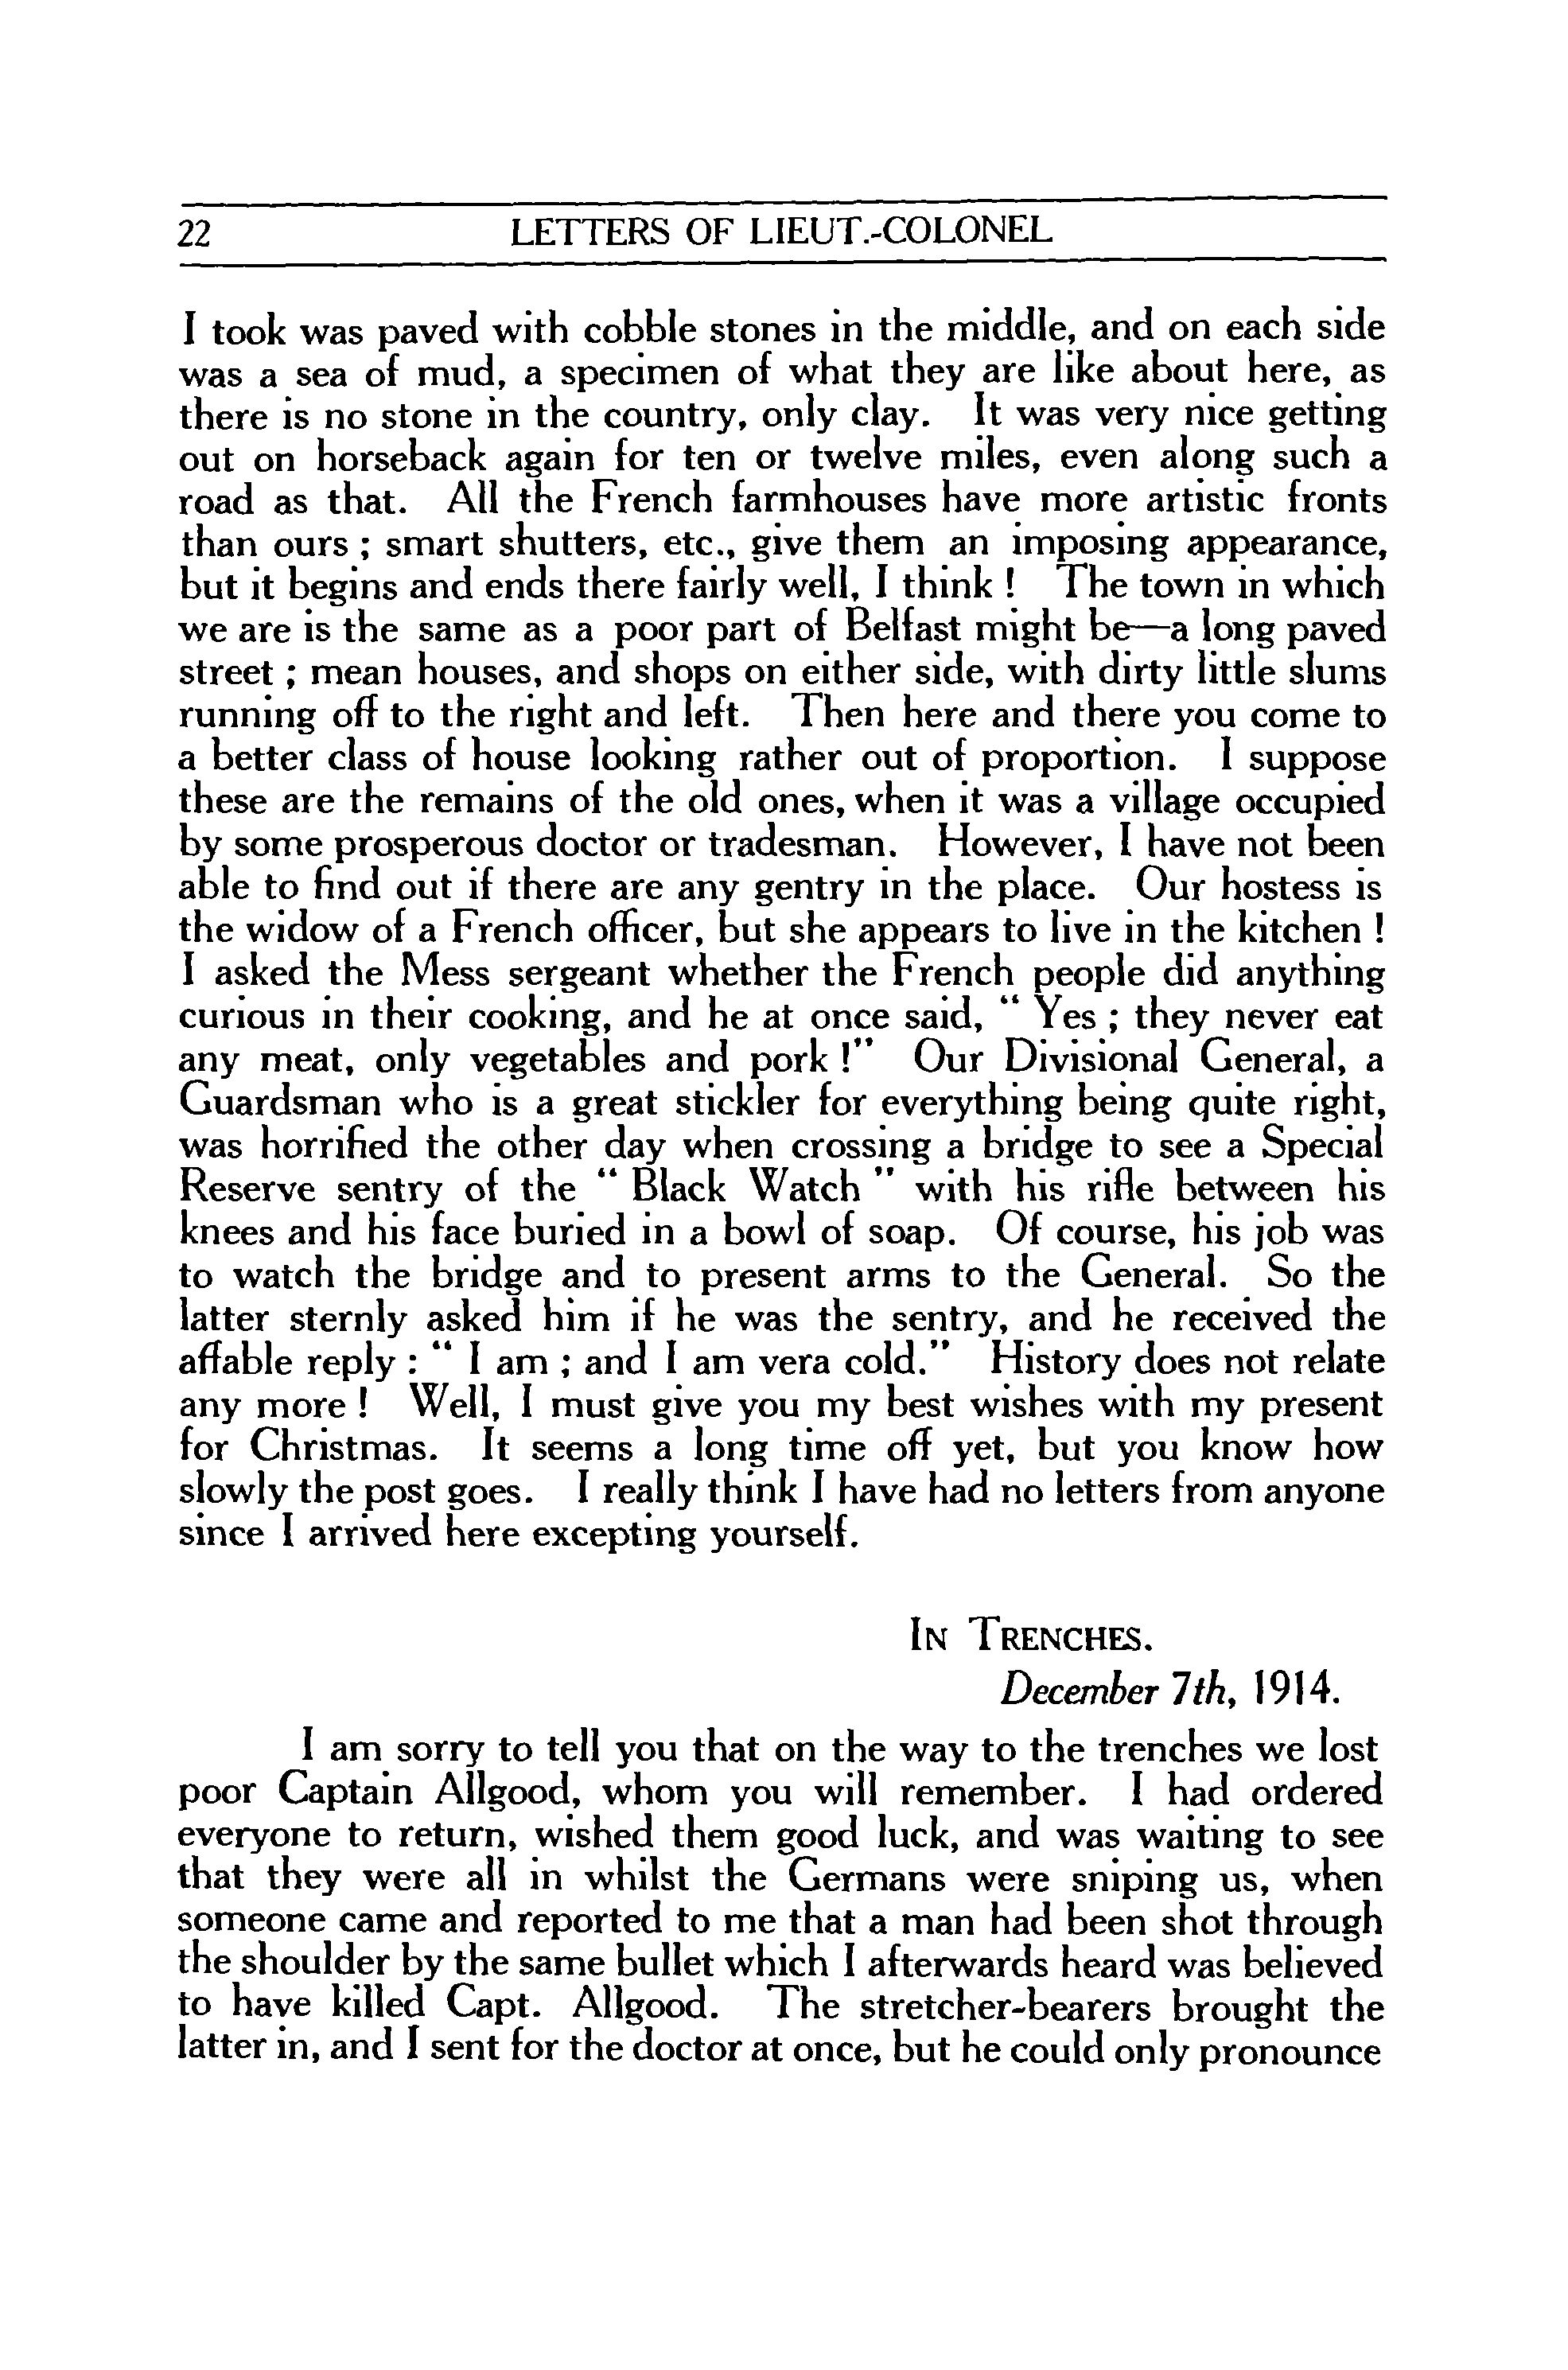 22 LETTERS OF LIEUT.-COLONEL
I took was paved with cobble stones in the middle, and on each side
was a sea of mud, a specimen of what they are like about here, as
there is no stone in the country, only clay. It was very nice getting
out on horseback again for ten or twelve miles, even along such a
road as that. All the French farmhouses have more artistic fronts
than ours ; smart shutters, etc., give them an imposing appearance,
but it begins and ends there fairly well, I think ! The town in which
we are is the same as a poor part of Belfast might be—a long paved
street ; mean houses, and shops on either side, with dirty little slums
running off to the right and left. Then here and there you come to
a better class of house looking rather out of proportion. I suppose
these are the remains of the old ones, when it was a village occupied
by some prosperous doctor or tradesman. However, I have not been
able to find out if there are any gentry in the place. Our hostess is
the widow of a French officer, but she appears to live in the kitchen !
I asked the Mess sergeant whether the French people did anything
curious in their cooking, and he at once said, “ Yes ; they never eat
any meat, only vegetables and pork !” Our Divisional General, a
Guardsman who is a great stickler for everything being quite right,
was horrified the other day when crossing a bridge to see a Special
Reserve sentry of the “ Black Watch ” with his rifle between his
knees and his face buried in a bowl of soap. Of course, his job was
to watch the bridge and to present arms to the General. So the
latter sternly asked him if he was the sentry, and he received the
affable reply : “ I am ; and I am vera cold.” History does not relate
any more ! Well, I must give you my best wishes with my present
for Christmas. It seems a long time off yet, but you know how
slowly the post goes. I really think I have had no letters from anyone
since I arrived here excepting yourself.
IN TRENCHES.
December 7th, 1914.
I am sorry to tell you that on the way to the trenches we lost
poor Captain Allgood, whom you will remember. I had ordered
everyone to return, wished them good luck, and was waiting to see
that they were all in whilst the Germans were sniping us, when
someone came and reported to me that a man had been shot through
the shoulder by the same bullet which I afterwards heard was believed
to have killed Capt. Allgood. The stretcher-bearers brought the
latter in, and I sent for the doctor at once, but he could only pronounce